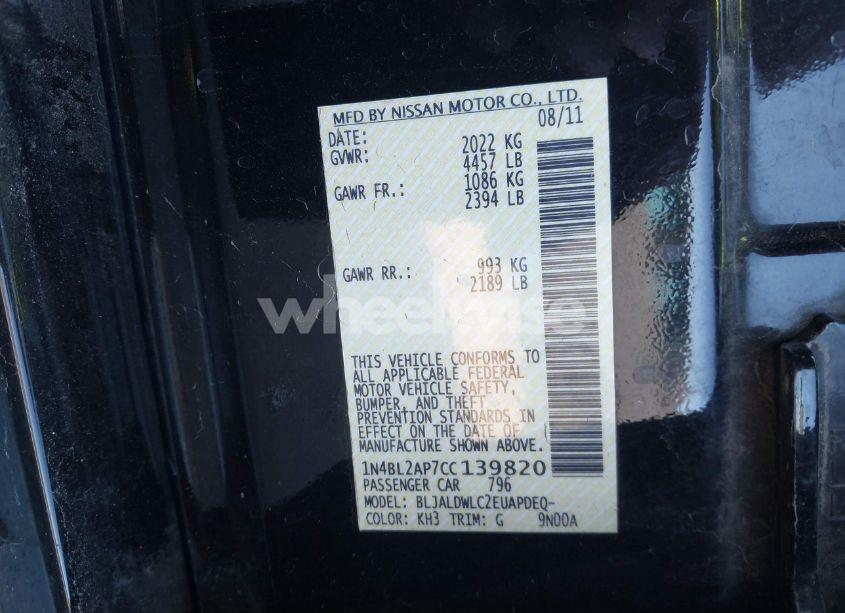 MFD BY NISSAN MOTOR CO., LTD.
DATE: 08/11
GVWR: 2022 KG
4457 LB
GAWR FR.: 1086 KG
2394 LB
GAWR RR.: 993 KG
2189 LB
wheelwise
THIS VEHICLE CONFORMS TO
ALL APPLICABLE FEDERAL
MOTOR VEHICLE SAFETY,
BUMPER, AND THEFT
PREVENTION STANDARDS IN
EFFECT ON THE DATE OF
MANUFACTURE SHOWN ABOVE.
1N4BL2AP7CC139820
PASSENGER CAR 796
MODEL: BLJALDWLC2EUAPDEQ-
COLOR: KH3 TRIM: G 9N00A